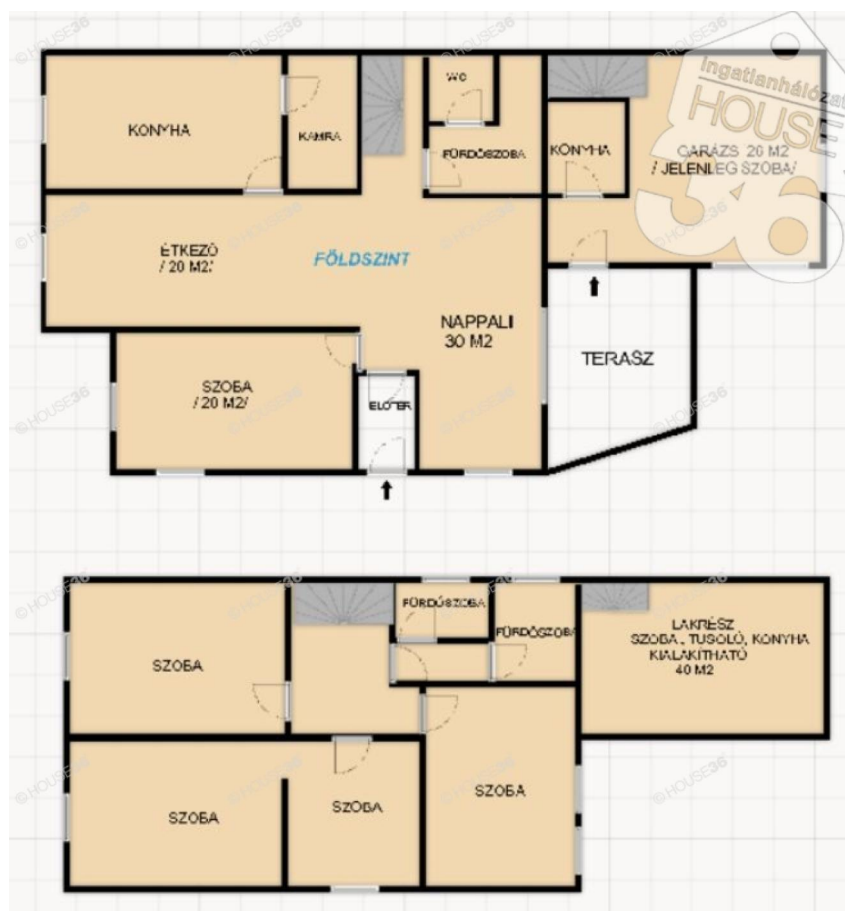 Ingatlanhálózat
HOUSE
36
KONYHA
KAMRA
WC
FÜRDŐSZOBA
KONYHA
GARÁZS 20 M2
/ JELENLEG SZOBA/
ÉTKEZŐ
/ 20 M2/
FÖLDSZINT
NAPPALI
30 M2
TERASZ
SZOBA
/ 20 M2/
ELŐTÉR
SZOBA
FÜRDŐSZOBA
FÜRDŐSZOBA
LAKRÉSZ
SZOBA, TUSOLÓ, KONYHA
KIALAKÍTHATÓ
40 M2
SZOBA
SZOBA
SZOBA
©HOUSE36